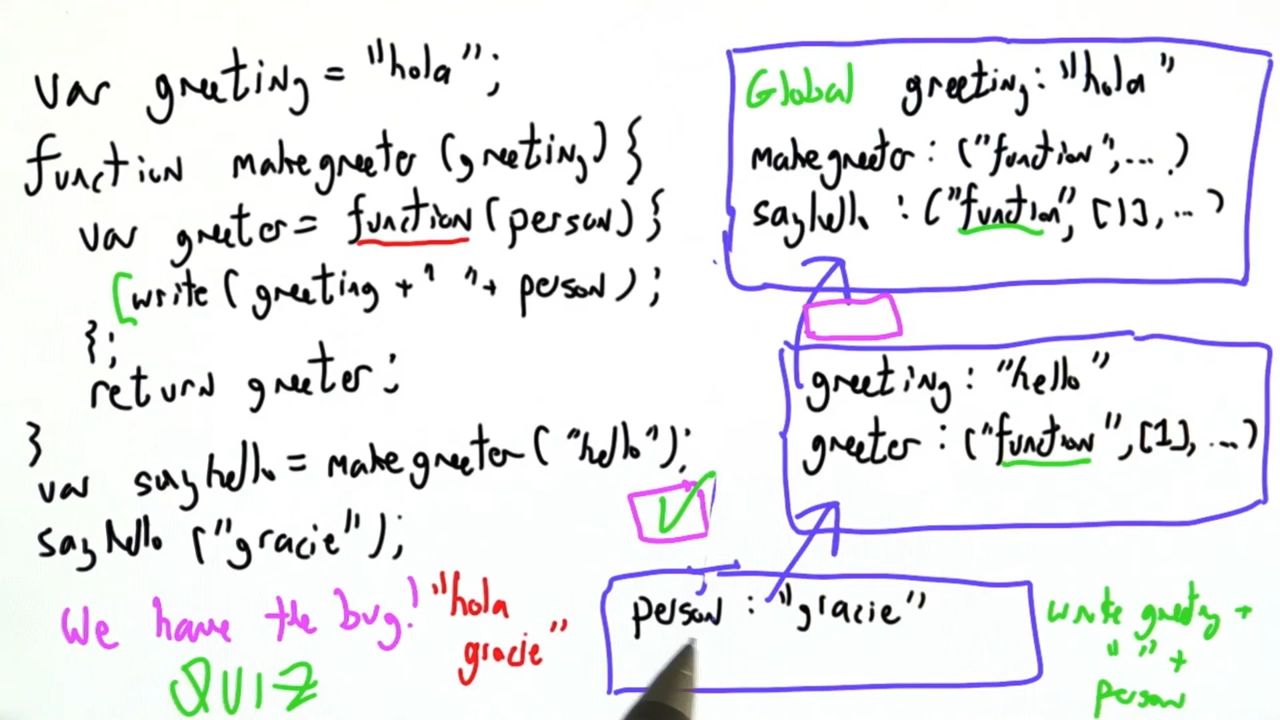 var greeting = "hola";
function makegreeter (greeting) {
var greeter = function (person) {
write (greeting + " " + person);
};
return greeter;
}
var sayhello = makegreeter ("hello");
sayhello ("gracie");
We have the bug!
"hola
gracie"
QUIZ
Global greeting: "hola"
makegreeter : ("function", ... )
sayhello : ("function", [1], ... )
greeting : "hello"
greeter : ("function", [1], ... )
person : "gracie"
write greeting +
" " +
person